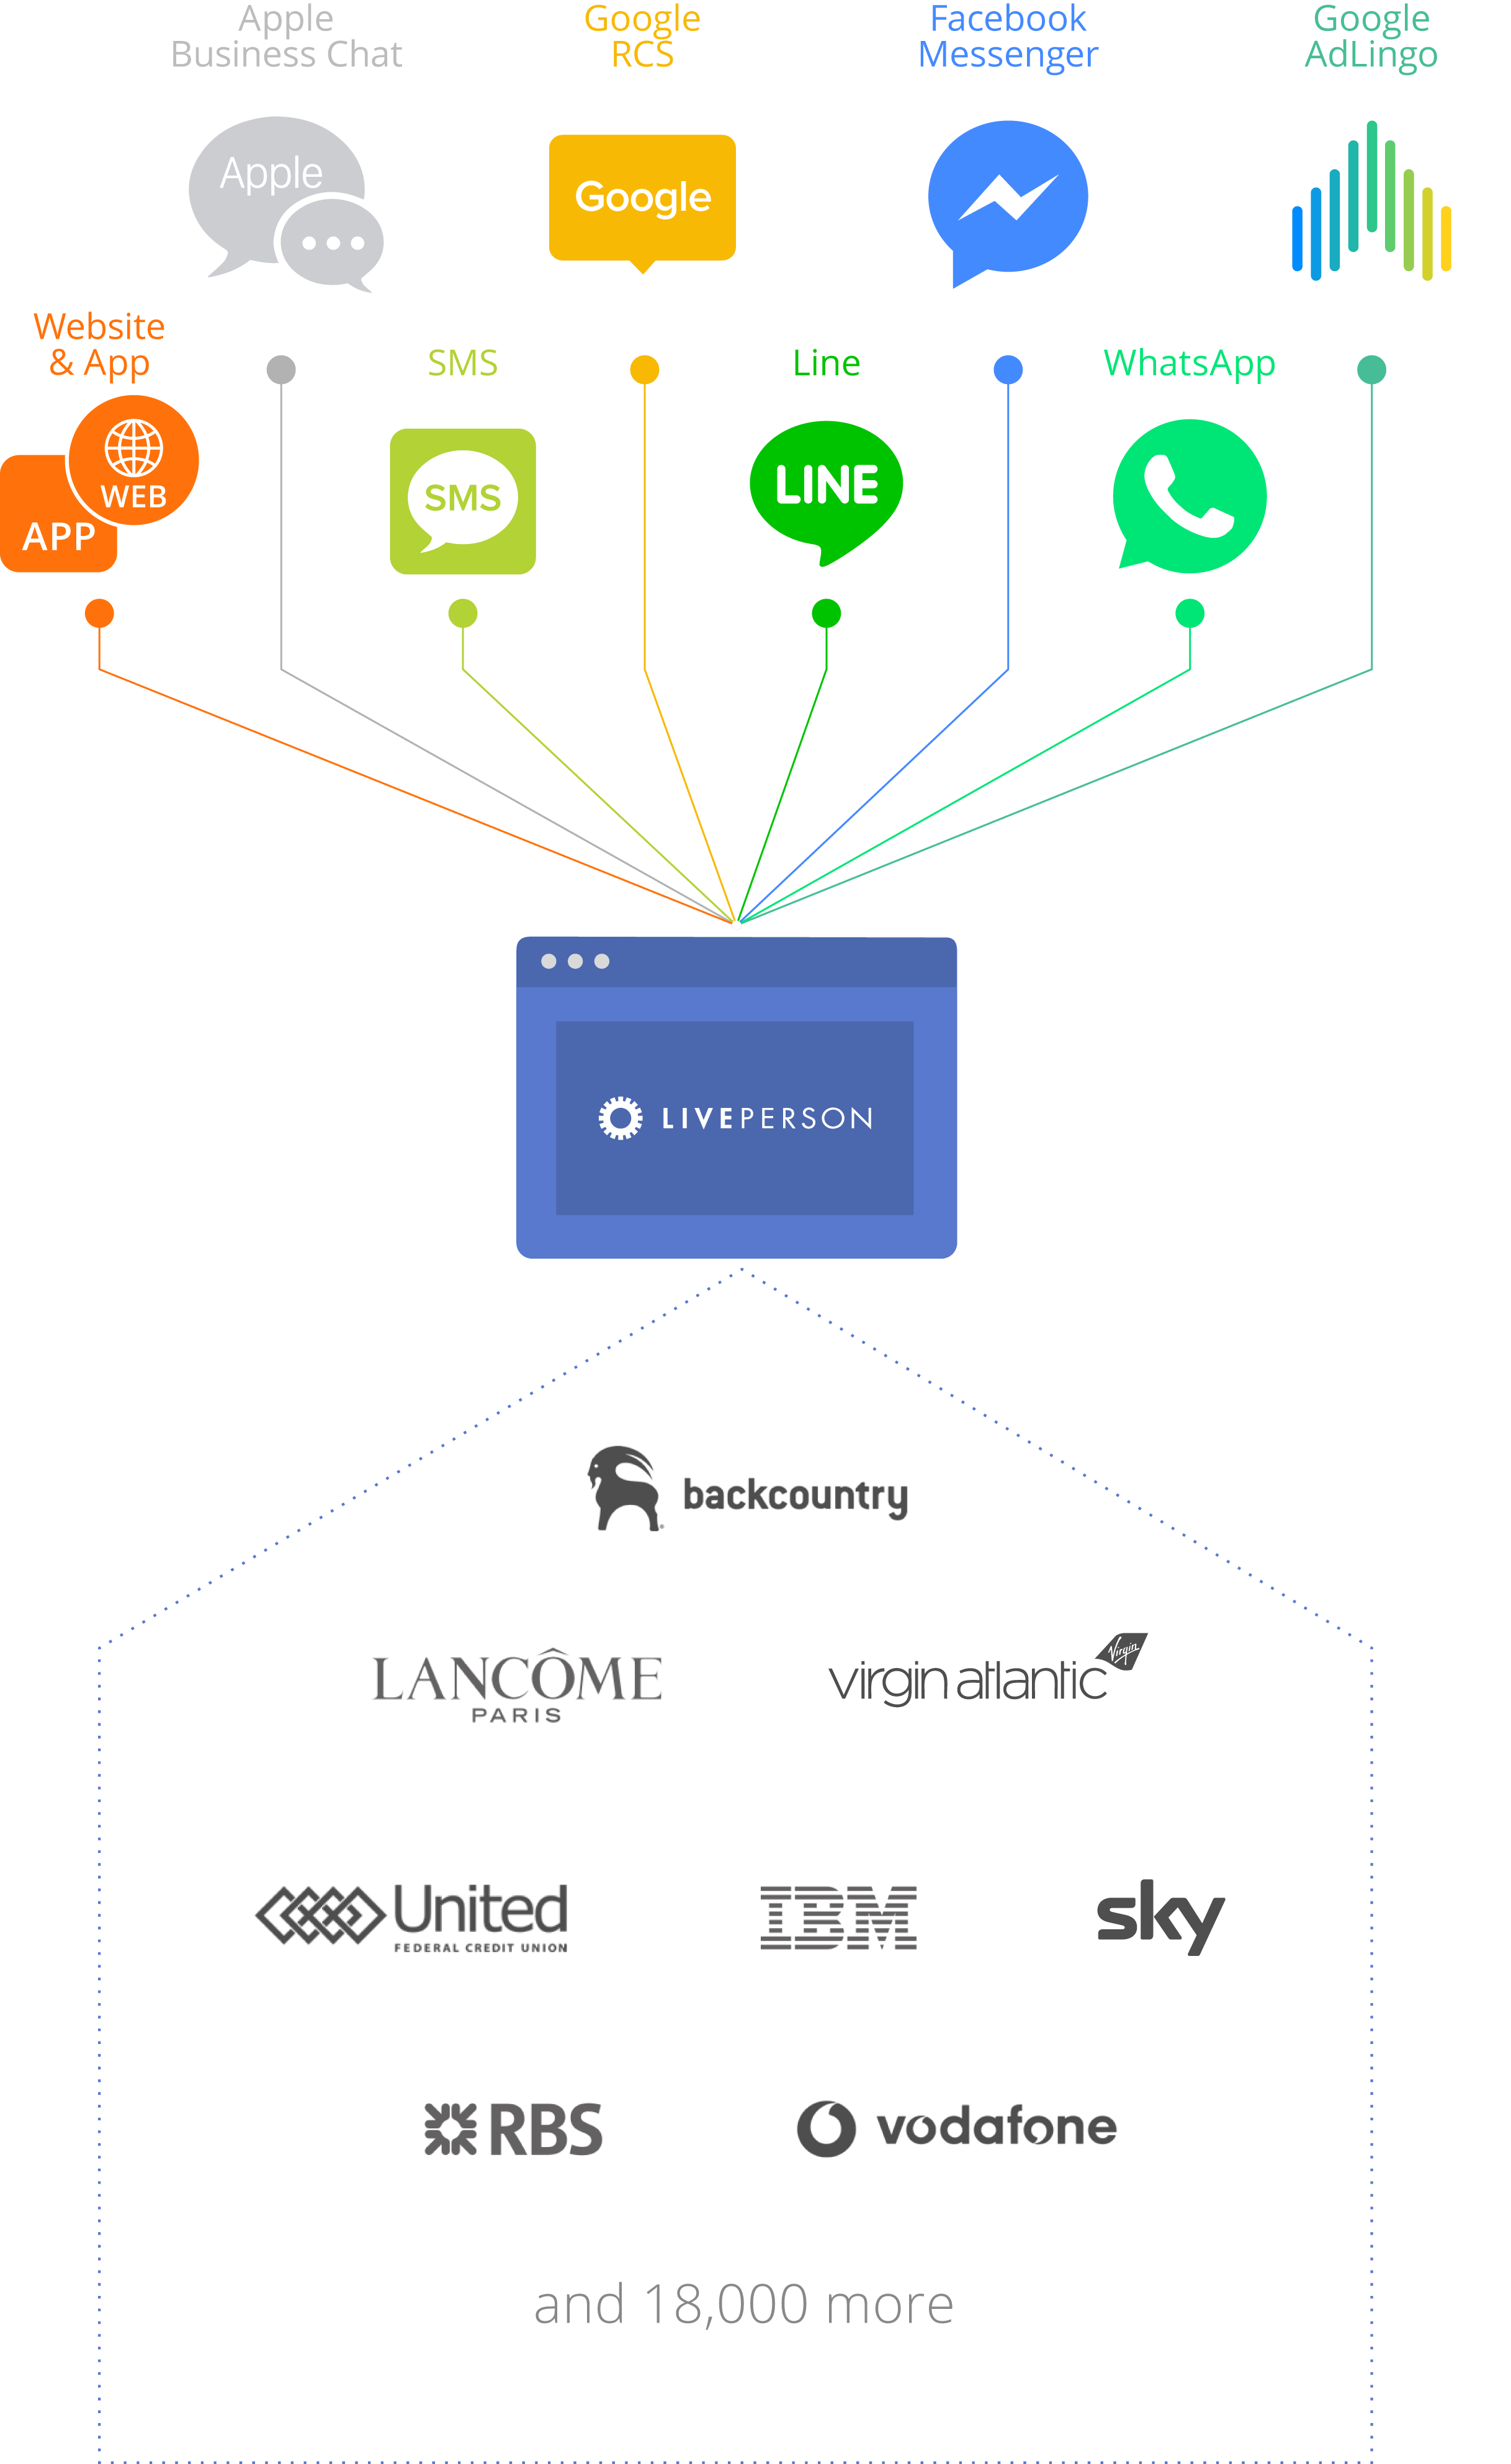 Apple
Business Chat
Google
RCS
Facebook
Messenger
Google
AdLingo
Apple
Google
Website
& App
SMS
Line
WhatsApp
WEB
APP
SMS
LINE
LIVEPERSON
backcountry
LANCÔME
PARIS
virgin atlantic
Virgin
United
FEDERAL CREDIT UNION
IBM
sky
RBS
vodafone
and 18,000 more